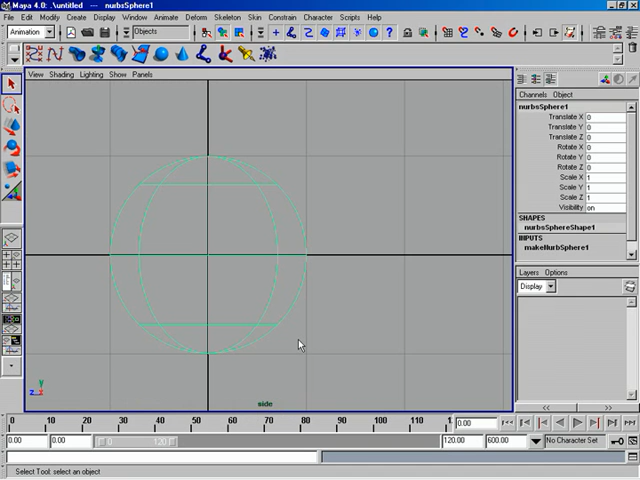 Maya 4.0: .\untitled --- nurbsSphere1
File Edit Modify Create Display Window Animate Deform Skeleton Skin Constrain Character Scripts Help
Animation Objects
View Shading Lighting Show Panels
Channels Object
nurbsSphere1
Translate X 0
Translate Y 0
Translate Z 0
Rotate X 0
Rotate Y 0
Rotate Z 0
Scale X 1
Scale Y 1
Scale Z 1
Visibility on
SHAPES
nurbsSphereShape1
INPUTS
makeNurbSphere1
Layers Options
Display
y
z x
side
0 10 20 30 40 50 60 70 80 90 100 110 0.00
0.00 0.00 0 120 120.00 600.00 No Character Set
Select Tool: select an object